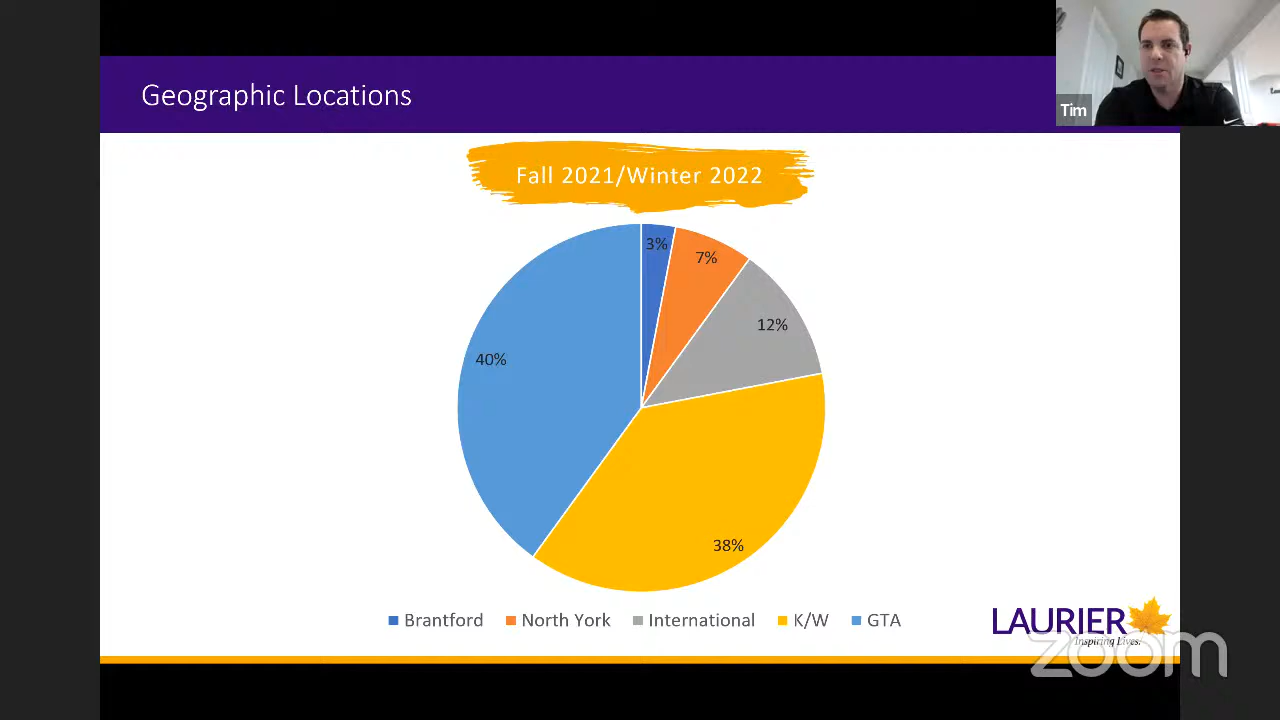 Geographic Locations
Tim
Fall 2021/Winter 2022
3%
7%
12%
40%
38%
Brantford North York International K/W GTA
LAURIER
Inspiring Lives.
zoom